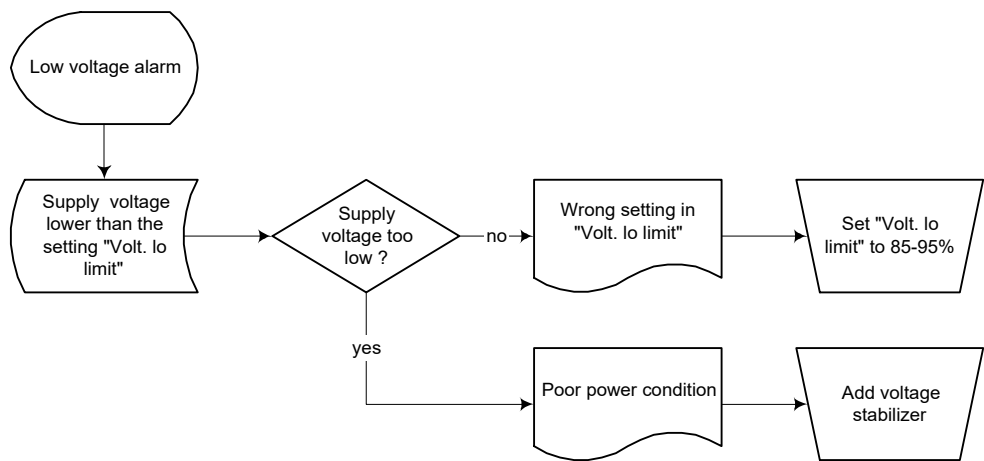 Low voltage alarm
Supply  voltage
lower than the
setting "Volt. lo
limit"
Supply
voltage too
low ?
no
Wrong setting in
"Volt. lo limit"
Set "Volt. lo
limit" to 85-95%
yes
Poor power condition
Add voltage
stabilizer